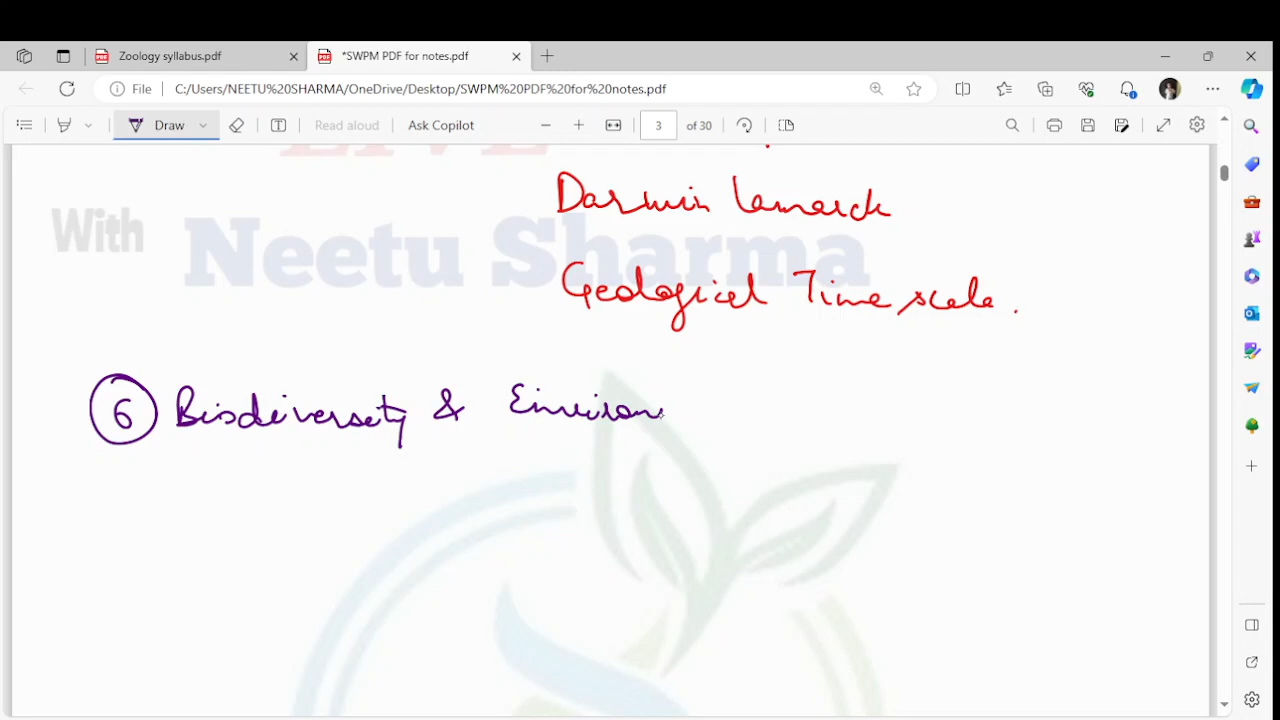 Zoology syllabus.pdf
*SWPM PDF for notes.pdf
File
C:/Users/NEETU%20SHARMA/OneDrive/Desktop/SWPM%20PDF%20for%20notes.pdf
Draw
Read aloud
Ask Copilot
3 of 30
LIVE
With
Neetu Sharma
Darwin Lamarck
Geological Time scale.
6 Biodiversity &